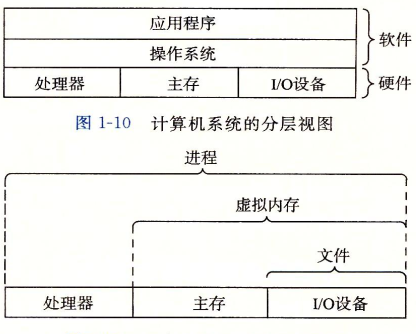 应用程序
操作系统
软件
处理器 主存 I/O设备
硬件
图 1-10 计算机系统的分层视图
进程
虚拟内存
文件
处理器 主存 I/O设备